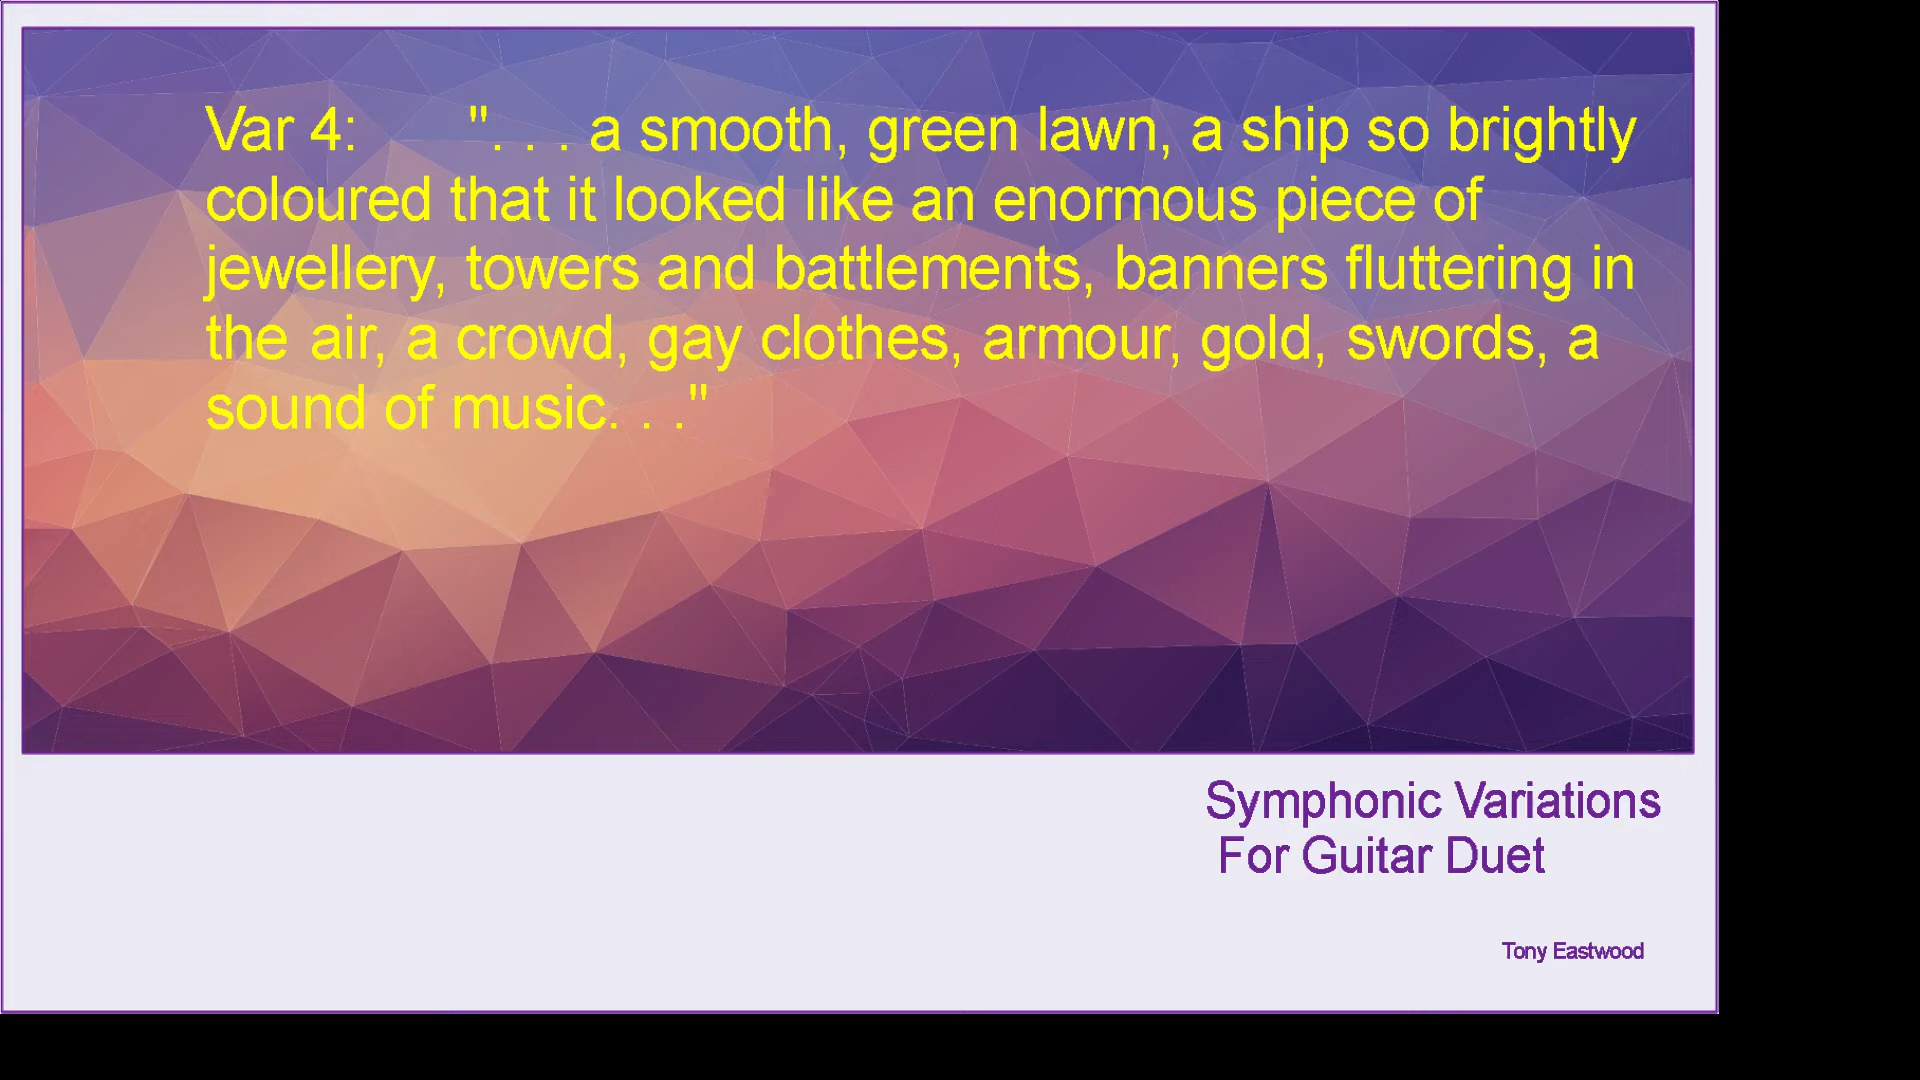 Var 4: ". . . a smooth, green lawn, a ship so brightly
coloured that it looked like an enormous piece of
jewellery, towers and battlements, banners fluttering in
the air, a crowd, gay clothes, armour, gold, swords, a
sound of music. . ."
Symphonic Variations
For Guitar Duet
Tony Eastwood